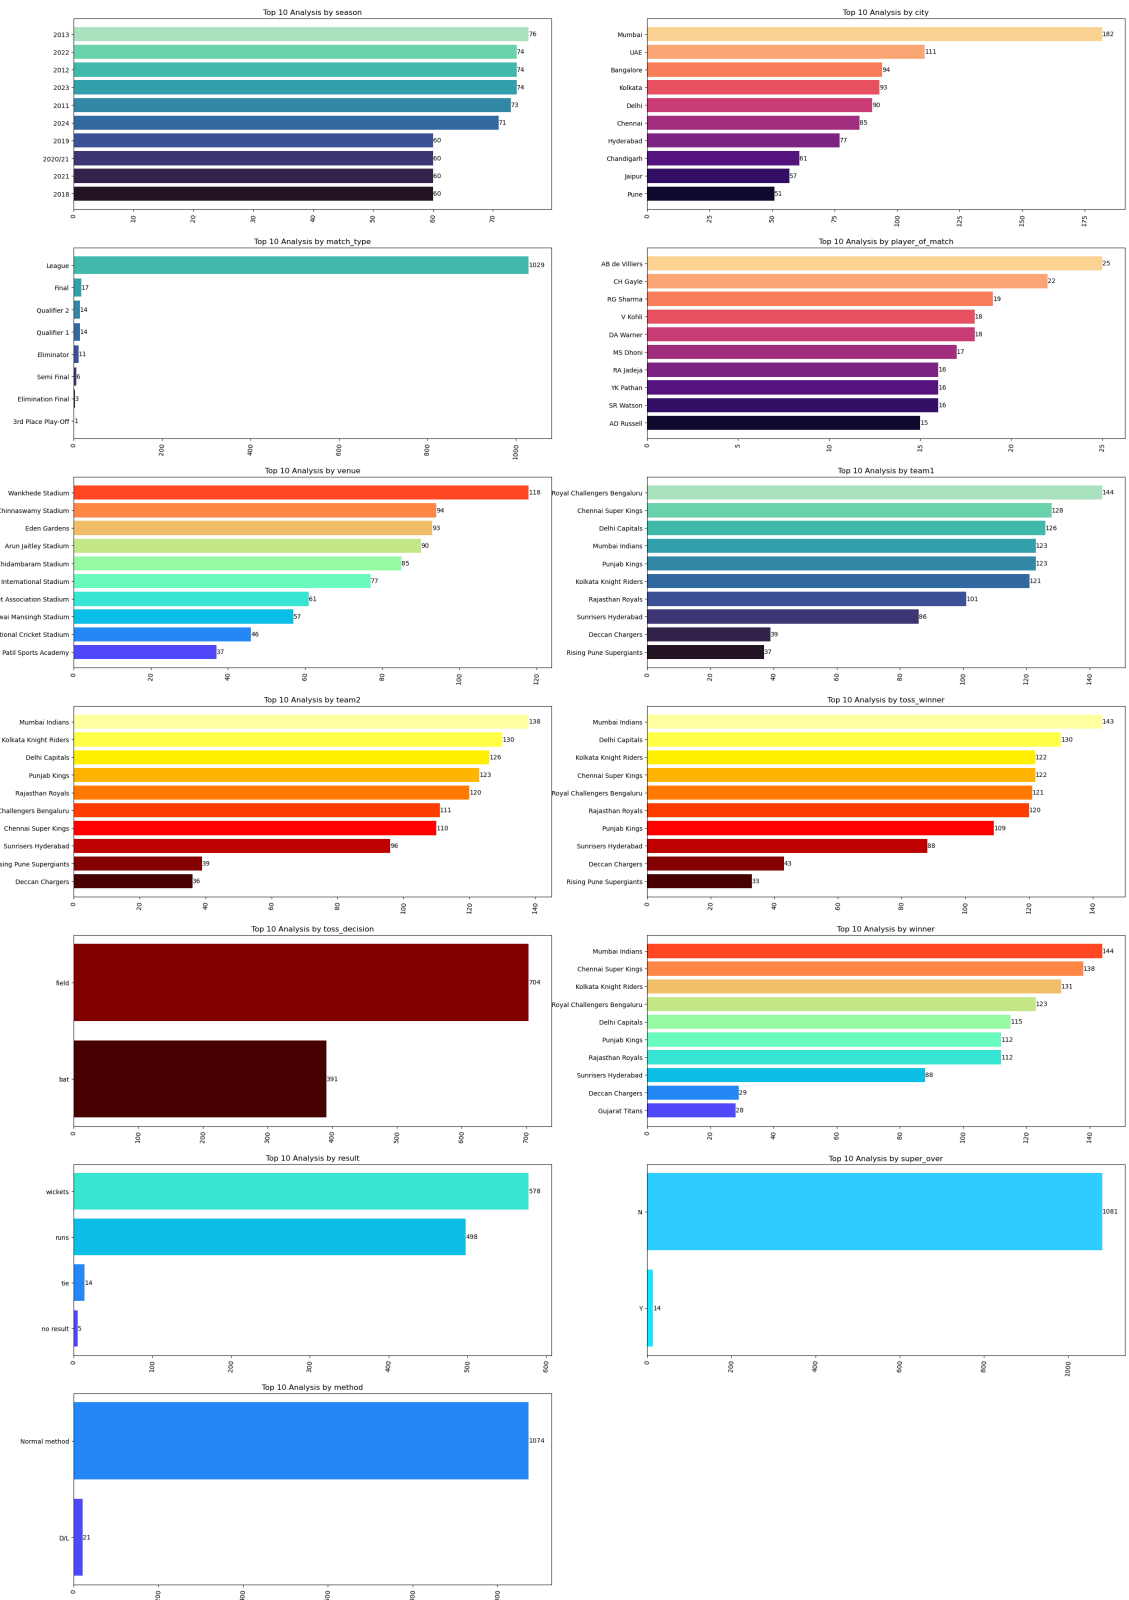 Top 10 Analysis by season
2013 76
2022 74
2012 74
2023 74
2011 73
2024 71
2019 60
2020/21 60
2021 60
2018 60
0 10 20 30 40 50 60 70
Top 10 Analysis by city
Mumbai 182
UAE 111
Bangalore 94
Kolkata 93
Delhi 90
Chennai 85
Hyderabad 77
Chandigarh 61
Jaipur 57
Pune 51
0 25 50 75 100 125 150 175
Top 10 Analysis by match_type
League 1029
Final 17
Qualifier 2 14
Qualifier 1 14
Eliminator 11
Semi Final 6
Elimination Final 3
3rd Place Play-Off 1
0 200 400 600 800 1000
Top 10 Analysis by player_of_match
AB de Villiers 25
CH Gayle 22
RG Sharma 19
V Kohli 18
DA Warner 18
MS Dhoni 17
RA Jadeja 16
YK Pathan 16
SR Watson 16
AD Russell 15
0 5 10 15 20 25
Top 10 Analysis by venue
Wankhede Stadium 118
hinnaswamy Stadium 94
Eden Gardens 93
Arun Jaitley Stadium 90
hidambaram Stadium 85
International Stadium 77
t Association Stadium 61
wai Mansingh Stadium 57
tional Cricket Stadium 46
Patil Sports Academy 37
0 20 40 60 80 100 120
Top 10 Analysis by team1
Royal Challengers Bengaluru 144
Chennai Super Kings 128
Delhi Capitals 126
Mumbai Indians 123
Punjab Kings 123
Kolkata Knight Riders 121
Rajasthan Royals 101
Sunrisers Hyderabad 86
Deccan Chargers 39
Rising Pune Supergiants 37
0 20 40 60 80 100 120 140
Top 10 Analysis by team2
Mumbai Indians 138
Kolkata Knight Riders 130
Delhi Capitals 126
Punjab Kings 123
Rajasthan Royals 120
Challengers Bengaluru 111
Chennai Super Kings 110
Sunrisers Hyderabad 96
sing Pune Supergiants 39
Deccan Chargers 36
0 20 40 60 80 100 120 140
Top 10 Analysis by toss_winner
Mumbai Indians 143
Delhi Capitals 130
Kolkata Knight Riders 122
Chennai Super Kings 122
Royal Challengers Bengaluru 121
Rajasthan Royals 120
Punjab Kings 109
Sunrisers Hyderabad 88
Deccan Chargers 43
Rising Pune Supergiants 33
0 20 40 60 80 100 120 140
Top 10 Analysis by toss_decision
field 704
bat 391
0 100 200 300 400 500 600 700
Top 10 Analysis by winner
Mumbai Indians 144
Chennai Super Kings 138
Kolkata Knight Riders 131
Royal Challengers Bengaluru 123
Delhi Capitals 115
Punjab Kings 112
Rajasthan Royals 112
Sunrisers Hyderabad 88
Deccan Chargers 29
Gujarat Titans 28
0 20 40 60 80 100 120 140
Top 10 Analysis by result
wickets 578
runs 498
tie 14
no result 5
0 100 200 300 400 500 600
Top 10 Analysis by super_over
N 1081
Y 14
0 200 400 600 800 1000
Top 10 Analysis by method
Normal method 1074
D/L 21
0